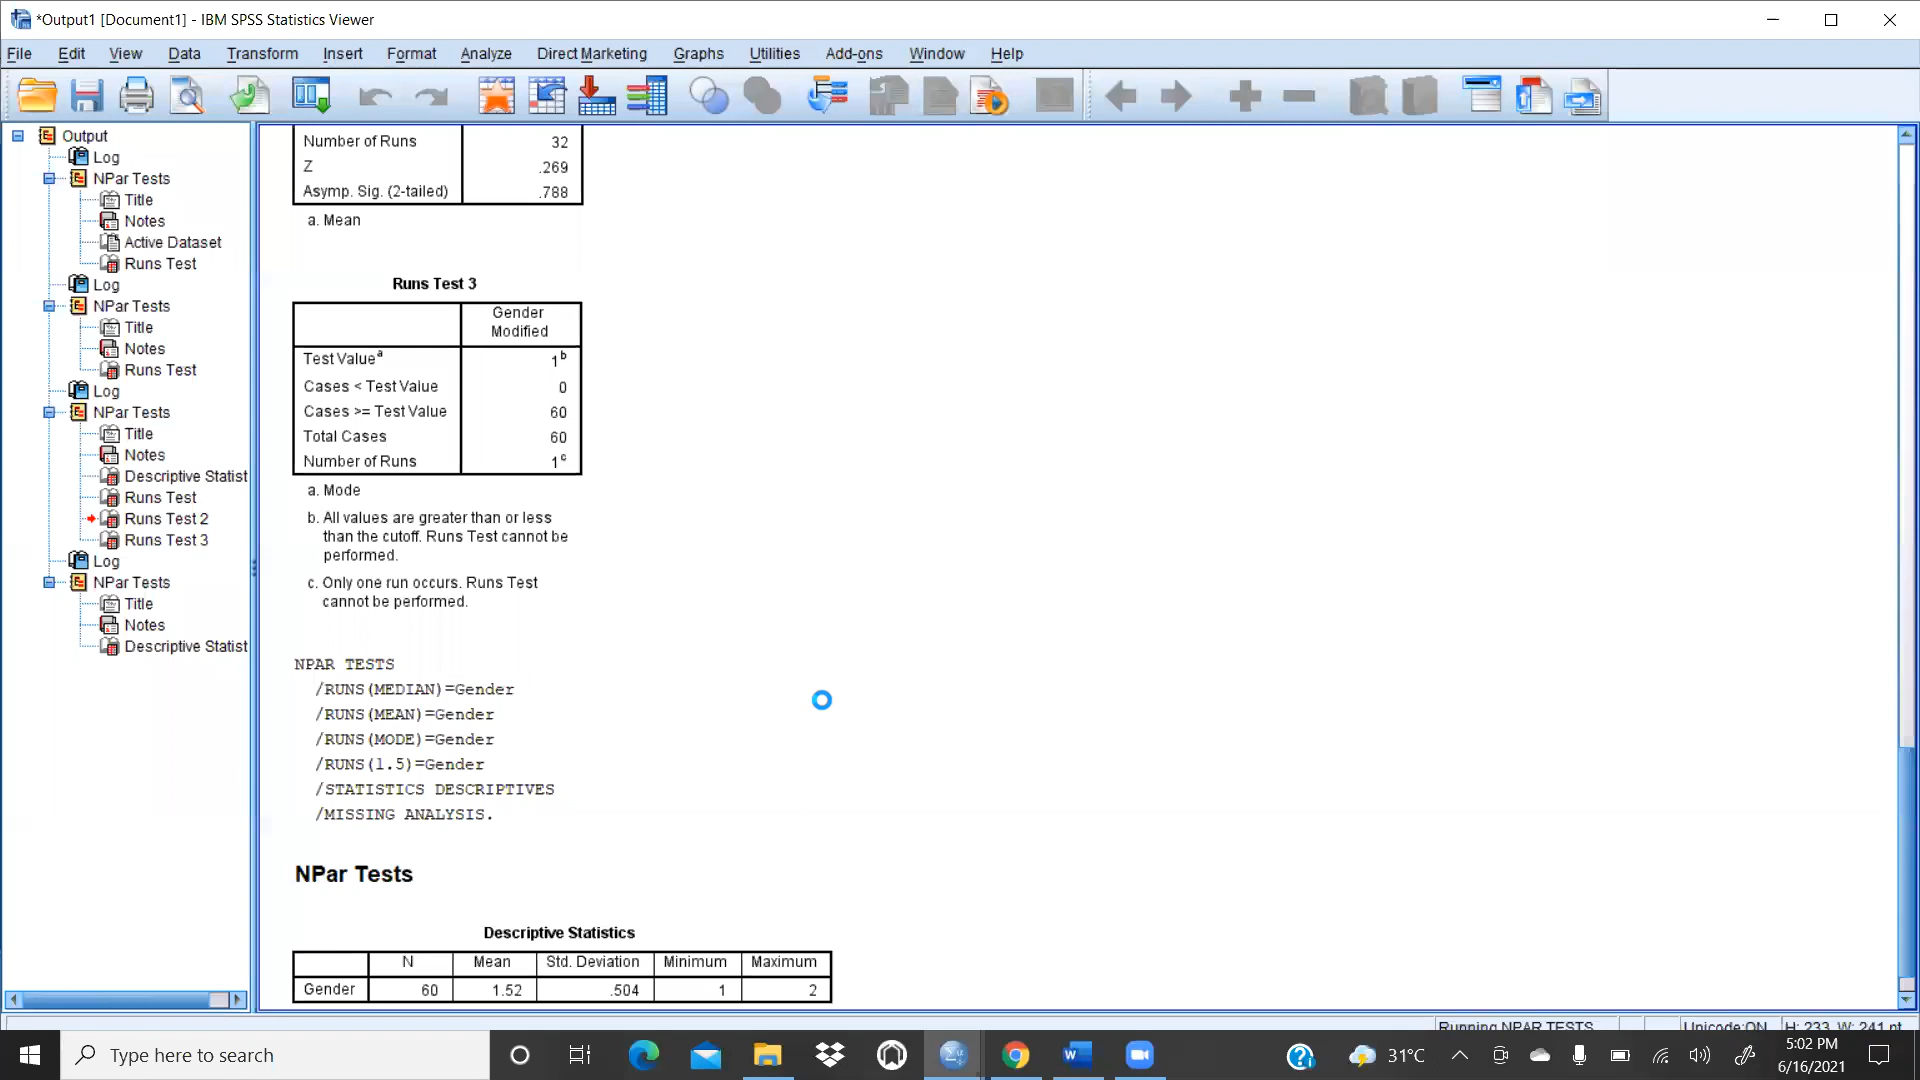 *Output1 [Document1] - IBM SPSS Statistics Viewer
File Edit View Data Transform Insert Format Analyze Direct Marketing Graphs Utilities Add-ons Window Help
Output
Log
NPar Tests
Title
Notes
Active Dataset
Runs Test
Log
NPar Tests
Title
Notes
Runs Test
Log
NPar Tests
Title
Notes
Descriptive Statist
Runs Test
Runs Test 2
Runs Test 3
Log
NPar Tests
Title
Notes
Descriptive Statist
Number of Runs 32
Z .269
Asymp. Sig. (2-tailed) .788
a. Mean
Runs Test 3
Gender
Modified
Test Valueᵃ 1ᵇ
Cases < Test Value 0
Cases >= Test Value 60
Total Cases 60
Number of Runs 1ᶜ
a. Mode
b. All values are greater than or less
than the cutoff. Runs Test cannot be
performed.
c. Only one run occurs. Runs Test
cannot be performed.
NPAR TESTS
/RUNS(MEDIAN)=Gender
/RUNS(MEAN)=Gender
/RUNS(MODE)=Gender
/RUNS(1.5)=Gender
/STATISTICS DESCRIPTIVES
/MISSING ANALYSIS.
NPar Tests
Descriptive Statistics
N Mean Std. Deviation Minimum Maximum
Gender 60 1.52 .504 1 2
Running NPAR TESTS Unicode:ON H: 233, W: 241 pt
Type here to search
31°C
5:02 PM
6/16/2021